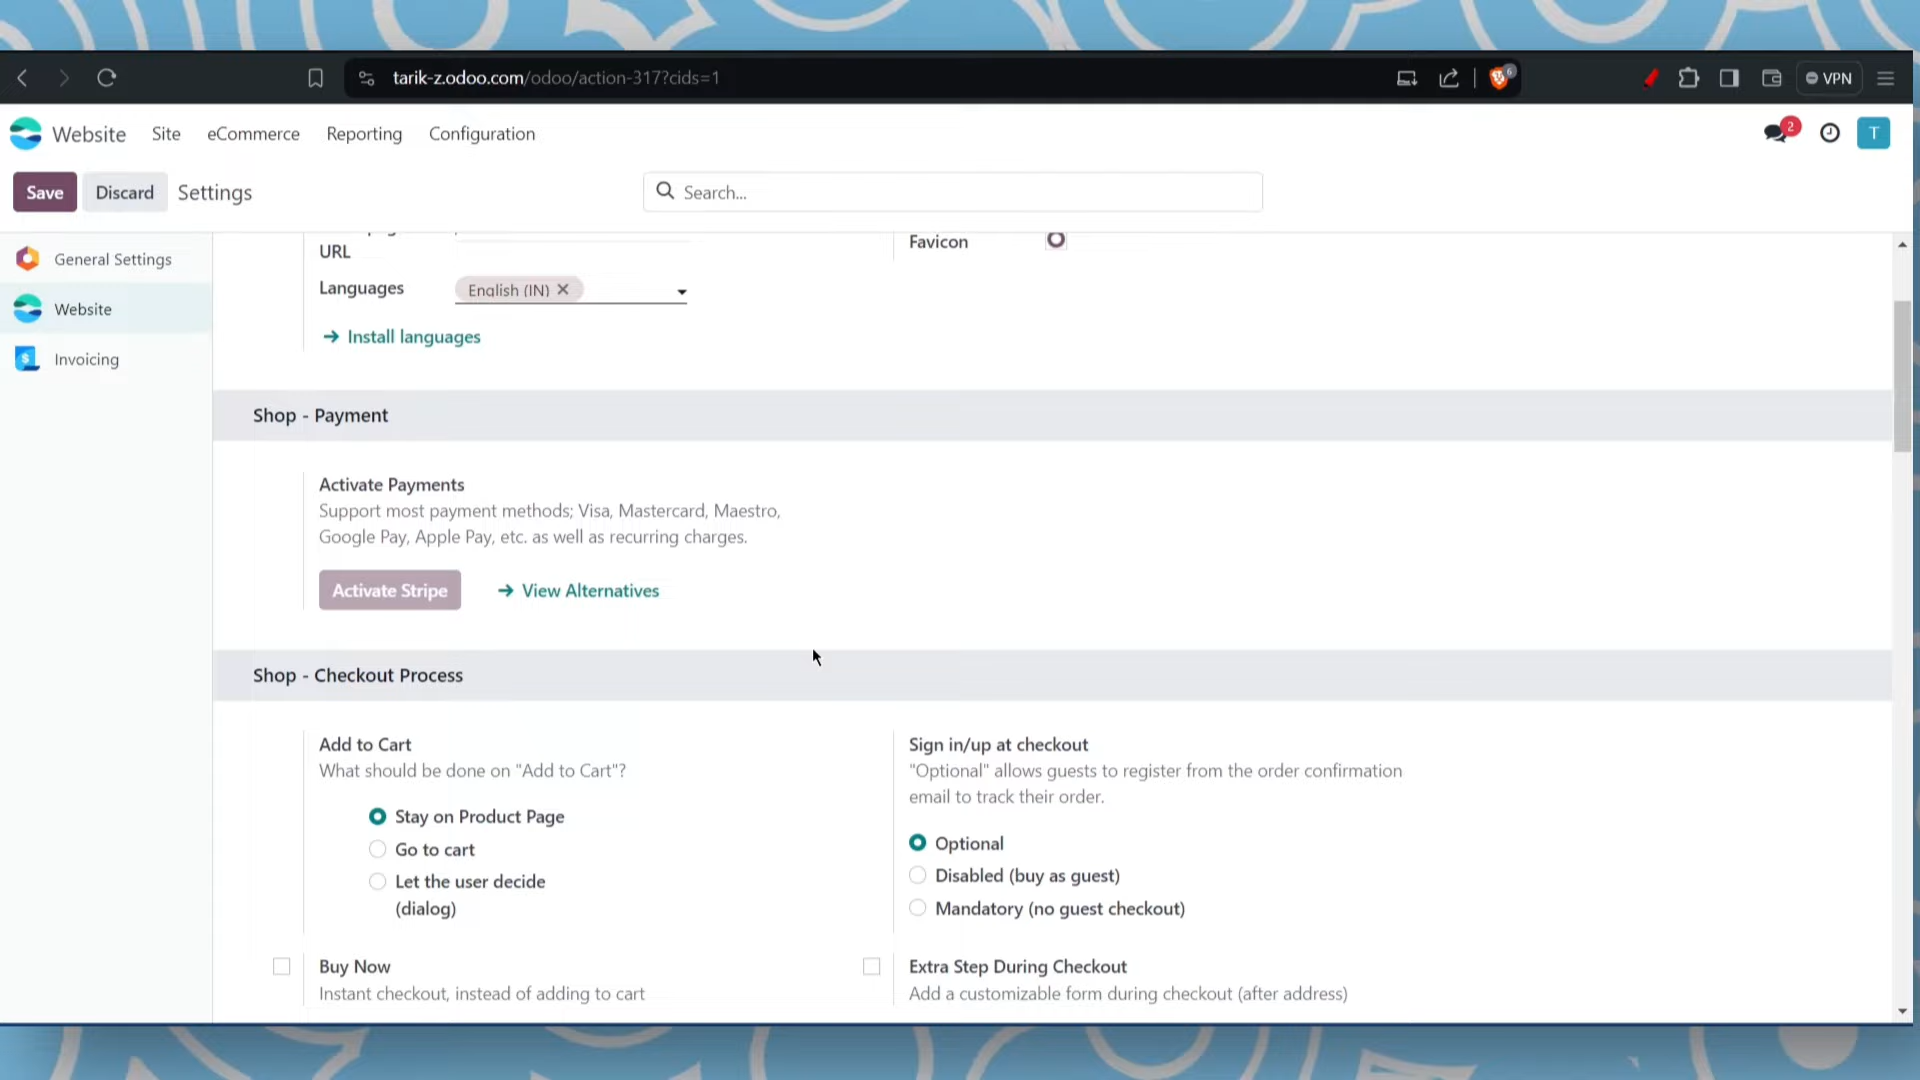 tarik-z.odoo.com/odoo/action-317?cids=1
6
VPN
Website Site eCommerce Reporting Configuration
2
T
Save Discard Settings
Search...
General Settings
Website
Invoicing
URL
Favicon
Languages
English (IN)
Install languages
Shop - Payment
Activate Payments
Support most payment methods; Visa, Mastercard, Maestro,
Google Pay, Apple Pay, etc. as well as recurring charges.
Activate Stripe
View Alternatives
Shop - Checkout Process
Add to Cart
What should be done on "Add to Cart"?
Stay on Product Page
Go to cart
Let the user decide
(dialog)
Sign in/up at checkout
"Optional" allows guests to register from the order confirmation
email to track their order.
Optional
Disabled (buy as guest)
Mandatory (no guest checkout)
Buy Now
Instant checkout, instead of adding to cart
Extra Step During Checkout
Add a customizable form during checkout (after address)